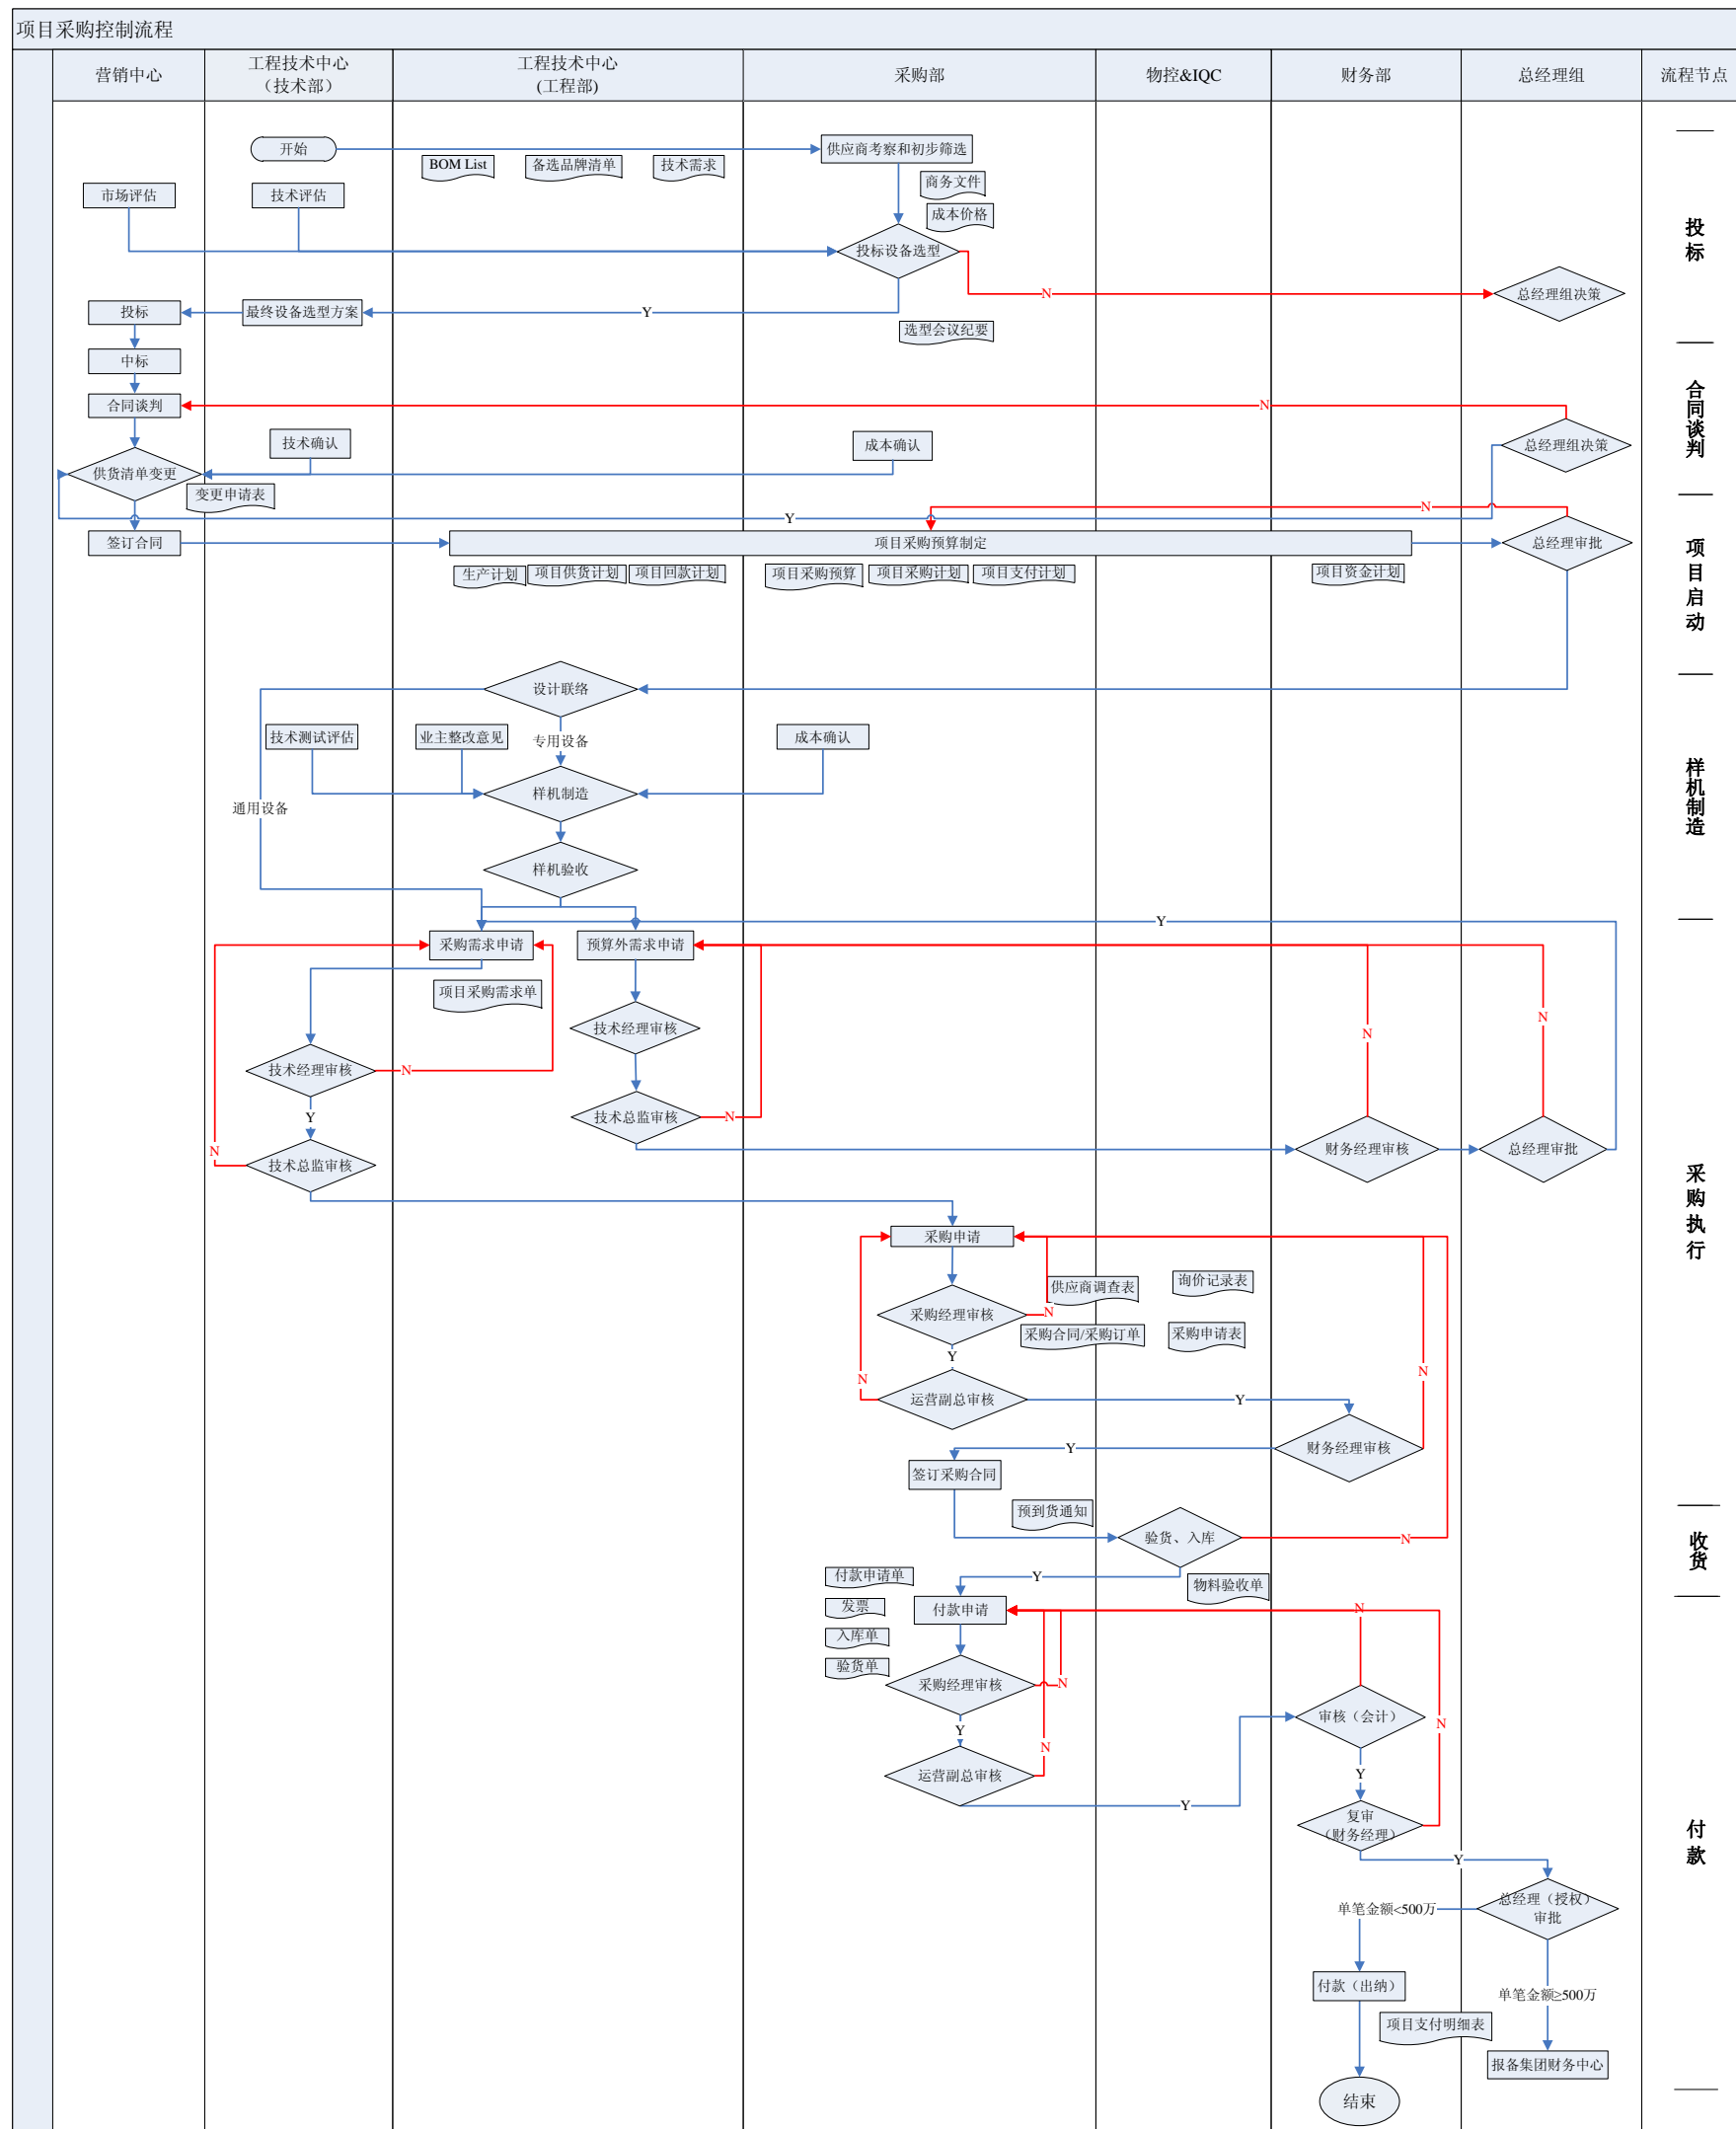 项目采购控制流程
营销中心
工程技术中心
（技术部）
工程技术中心
(工程部)
采购部
物控&IQC
财务部
总经理组
流程节点
开始
BOM List
备选品牌清单
技术需求
供应商考察和初步筛选
商务文件
成本价格
市场评估
技术评估
投标设备选型
N
总经理组决策
投
标
投标
最终设备选型方案
Y
选型会议纪要
中标
合同谈判
N
合
同
谈
判
技术确认
成本确认
总经理组决策
供货清单变更
变更申请表
Y
N
签订合同
项目采购预算制定
总经理审批
生产计划
项目供货计划
项目回款计划
项目采购预算
项目采购计划
项目支付计划
项目资金计划
项
目
启
动
设计联络
技术测试评估
业主整改意见
专用设备
成本确认
样机制造
通用设备
样
机
制
造
样机验收
Y
采购需求申请
预算外需求申请
项目采购需求单
技术经理审核
N
N
N
技术经理审核
N
Y
技术总监审核
N
N
技术总监审核
财务经理审核
总经理审批
采
购
执
行
采购申请
供应商调查表
询价记录表
采购经理审核
N
采购合同/采购订单
采购申请表
Y
N
N
运营副总审核
Y
财务经理审核
Y
签订采购合同
预到货通知
验货、入库
N
收
货
付款申请单
Y
物料验收单
发票
付款申请
N
入库单
验货单
采购经理审核
N
审核（会计）
N
Y
N
运营副总审核
Y
Y
复审
（财务经理）
付
款
Y
总经理（授权）
审批
单笔金额<500万
付款（出纳）
单笔金额≥500万
项目支付明细表
报备集团财务中心
结束